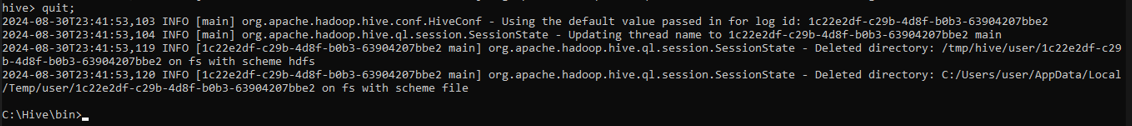 hive> quit;
2024-08-30T23:41:53,103 INFO [main] org.apache.hadoop.hive.conf.HiveConf - Using the default value passed in for log id: 1c22e2df-c29b-4d8f-b0b3-63904207bbe2
2024-08-30T23:41:53,104 INFO [main] org.apache.hadoop.hive.ql.session.SessionState - Updating thread name to 1c22e2df-c29b-4d8f-b0b3-63904207bbe2 main
2024-08-30T23:41:53,119 INFO [1c22e2df-c29b-4d8f-b0b3-63904207bbe2 main] org.apache.hadoop.hive.ql.session.SessionState - Deleted directory: /tmp/hive/user/1c22e2df-c29
b-4d8f-b0b3-63904207bbe2 on fs with scheme hdfs
2024-08-30T23:41:53,120 INFO [1c22e2df-c29b-4d8f-b0b3-63904207bbe2 main] org.apache.hadoop.hive.ql.session.SessionState - Deleted directory: C:/Users/user/AppData/Local
/Temp/user/1c22e2df-c29b-4d8f-b0b3-63904207bbe2 on fs with scheme file
C:\Hive\bin>